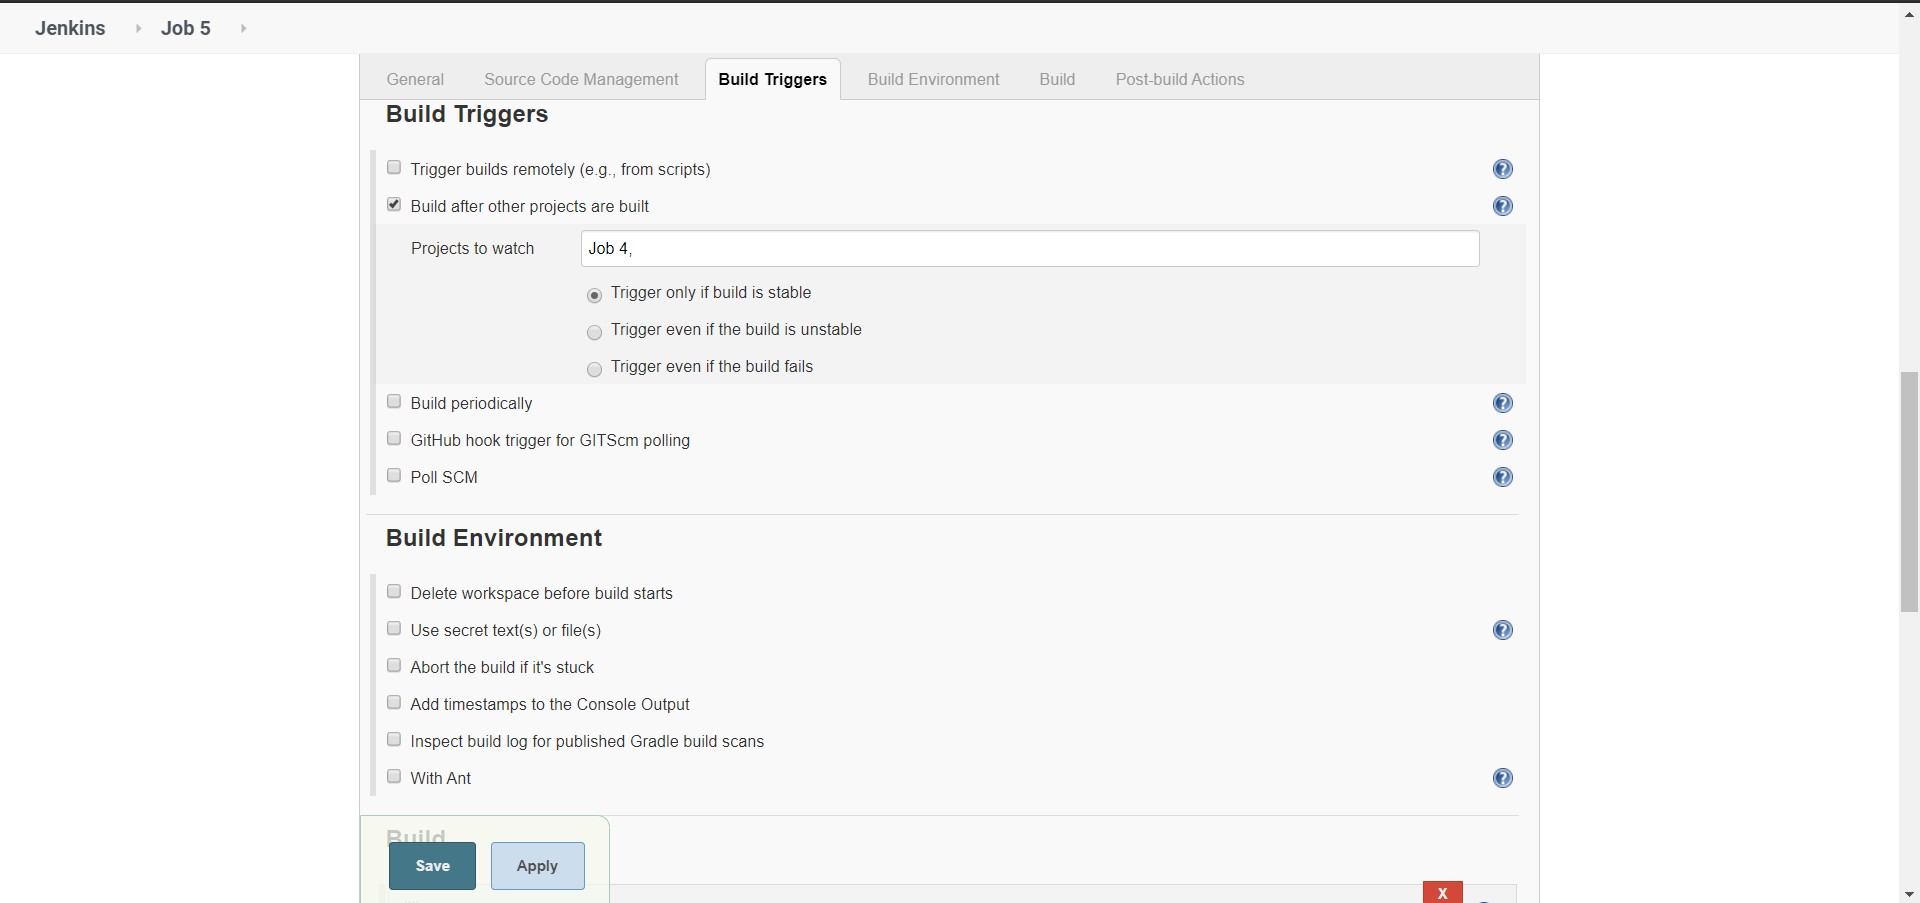 Jenkins Job 5
General Source Code Management Build Triggers Build Environment Build Post-build Actions
Build Triggers
Trigger builds remotely (e.g., from scripts)
Build after other projects are built
Projects to watch Job 4,
Trigger only if build is stable
Trigger even if the build is unstable
Trigger even if the build fails
Build periodically
GitHub hook trigger for GITScm polling
Poll SCM
Build Environment
Delete workspace before build starts
Use secret text(s) or file(s)
Abort the build if it's stuck
Add timestamps to the Console Output
Inspect build log for published Gradle build scans
With Ant
Build
Save Apply
X